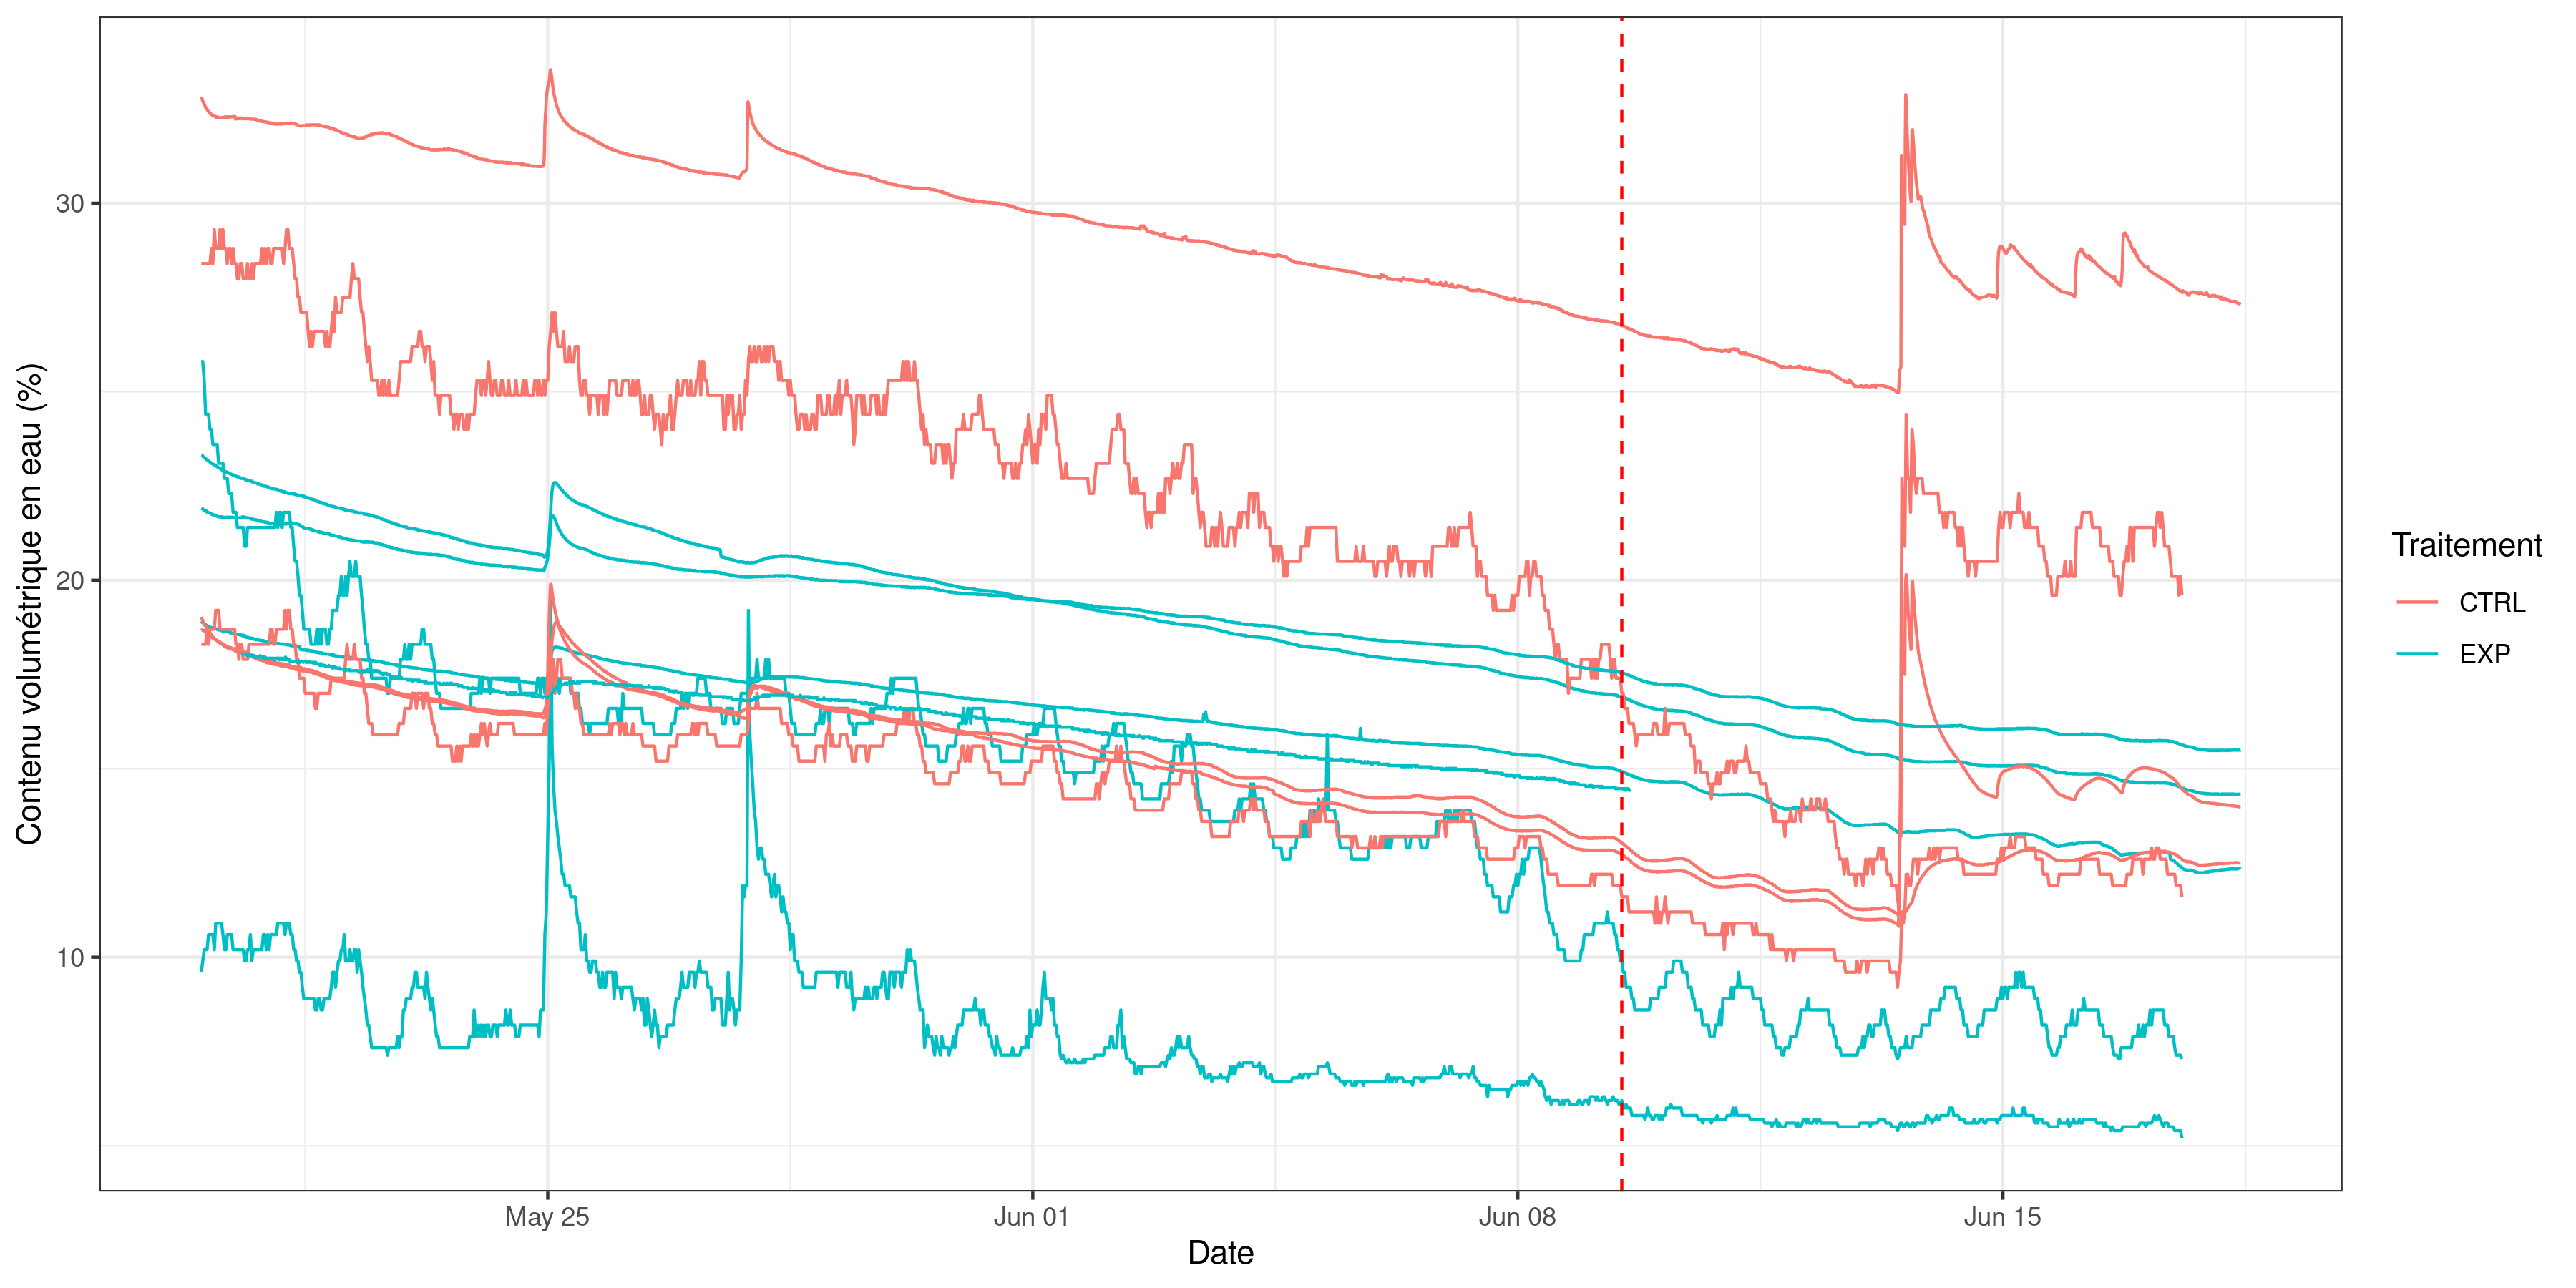 Contenu volumétrique en eau (%)
30
20
10
May 25
Jun 01
Jun 08
Jun 15
Date
Traitement
CTRL
EXP